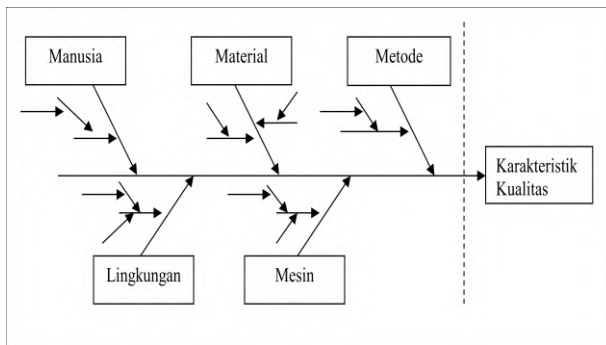 Manusia
Material
Metode
Karakteristik
Kualitas
Lingkungan
Mesin